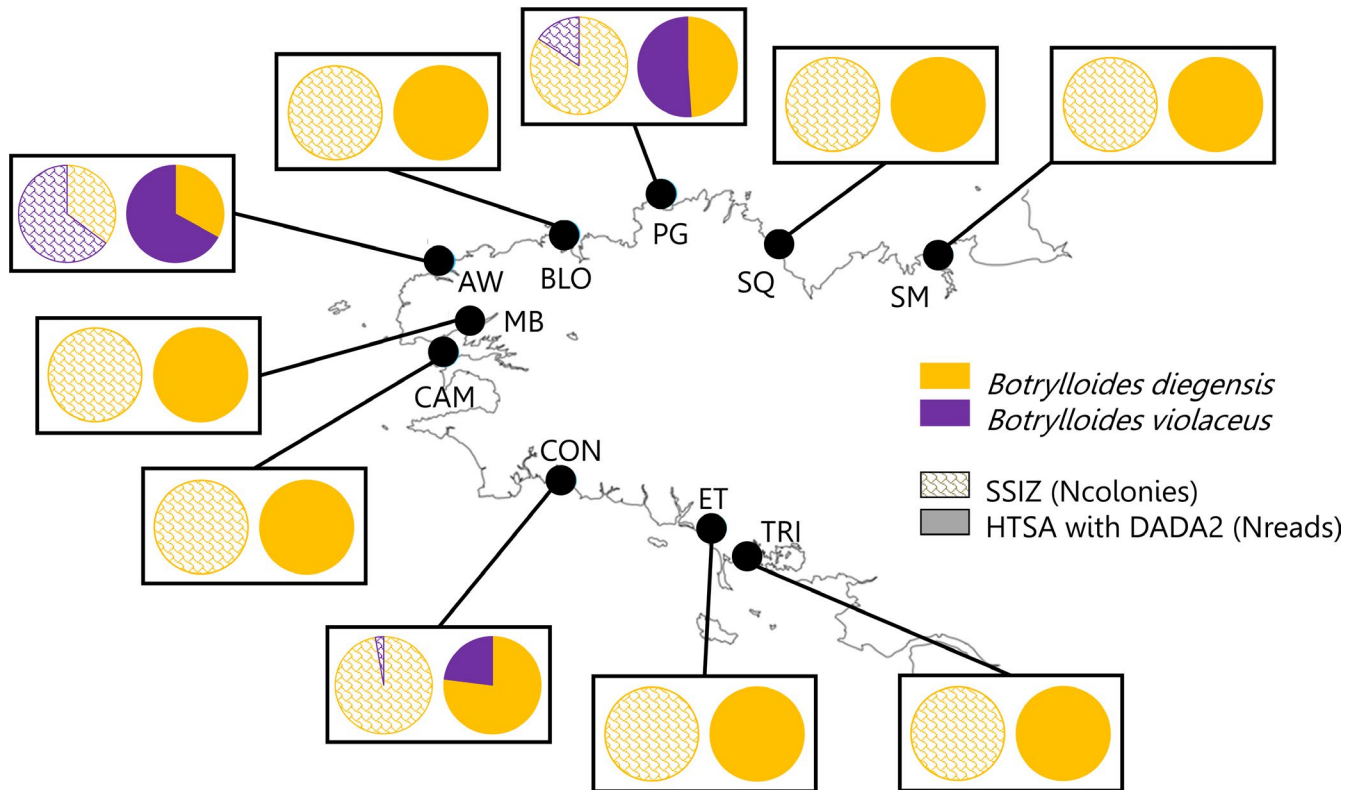 PG
AW
BLO
SQ
SM
MB
CAM
Botrylloides diegensis
Botrylloides violaceus
CON
SSIZ (Ncolonies)
ET
HTSA with DADA2 (Nreads)
TRI